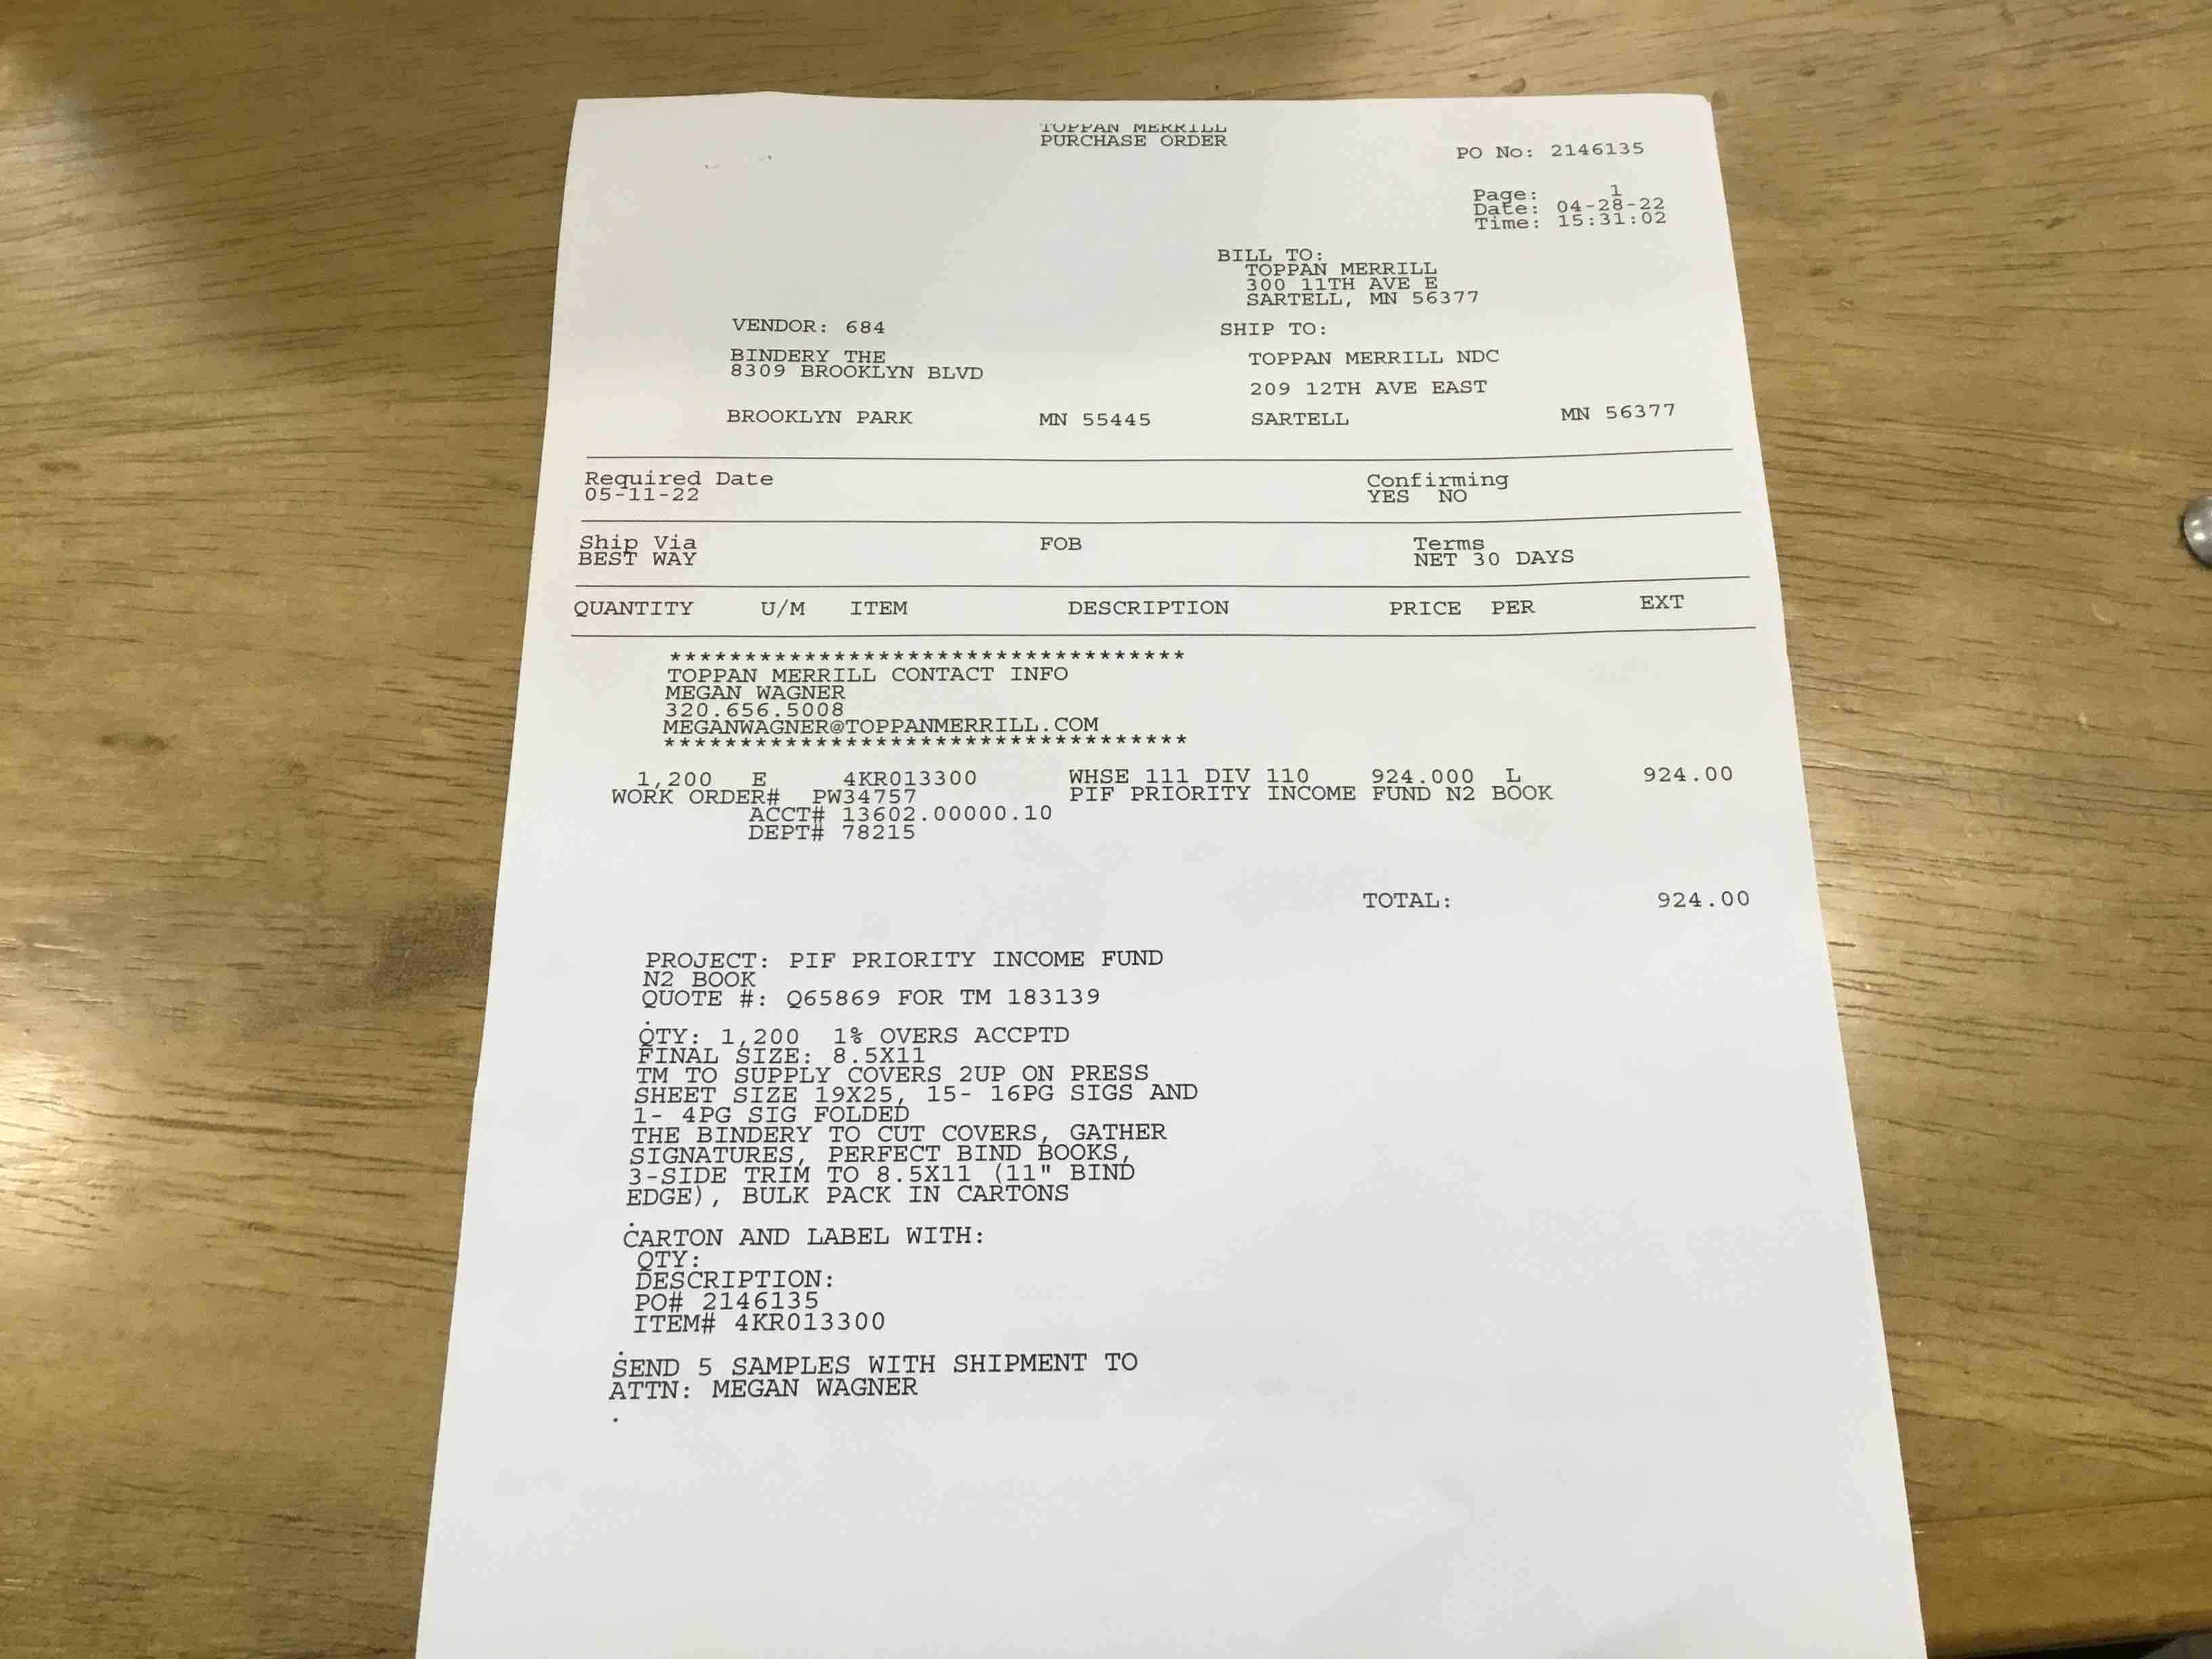 TOPPAN MERRILL
PURCHASE ORDER
PO No: 2146135
Page: 1
Date: 04-28-22
Time: 15:31:02
BILL TO:
TOPPAN MERRILL
300 11TH AVE E
SARTELL, MN 56377
VENDOR: 684
SHIP TO:
BINDERY THE
8309 BROOKLYN BLVD
TOPPAN MERRILL NDC
209 12TH AVE EAST
BROOKLYN PARK MN 55445
SARTELL MN 56377
Required Date
05-11-22
Confirming
YES NO
Ship Via
BEST WAY
FOB
Terms
NET 30 DAYS
QUANTITY U/M ITEM DESCRIPTION PRICE PER EXT
***********************************
TOPPAN MERRILL CONTACT INFO
MEGAN WAGNER
320.656.5008
MEGANWAGNER@TOPPANMERRILL.COM
***********************************
1,200 E 4KR013300 WHSE 111 DIV 110 924.000 L 924.00
WORK ORDER# PW34757 PIF PRIORITY INCOME FUND N2 BOOK
ACCT# 13602.00000.10
DEPT# 78215
TOTAL: 924.00
PROJECT: PIF PRIORITY INCOME FUND
N2 BOOK
QUOTE #: Q65869 FOR TM 183139
.
QTY: 1,200 1% OVERS ACCPTD
FINAL SIZE: 8.5X11
TM TO SUPPLY COVERS 2UP ON PRESS
SHEET SIZE 19X25, 15- 16PG SIGS AND
1- 4PG SIG FOLDED
THE BINDERY TO CUT COVERS, GATHER
SIGNATURES, PERFECT BIND BOOKS,
3-SIDE TRIM TO 8.5X11 (11" BIND
EDGE), BULK PACK IN CARTONS
.
CARTON AND LABEL WITH:
QTY:
DESCRIPTION:
PO# 2146135
ITEM# 4KR013300
.
SEND 5 SAMPLES WITH SHIPMENT TO
ATTN: MEGAN WAGNER
.